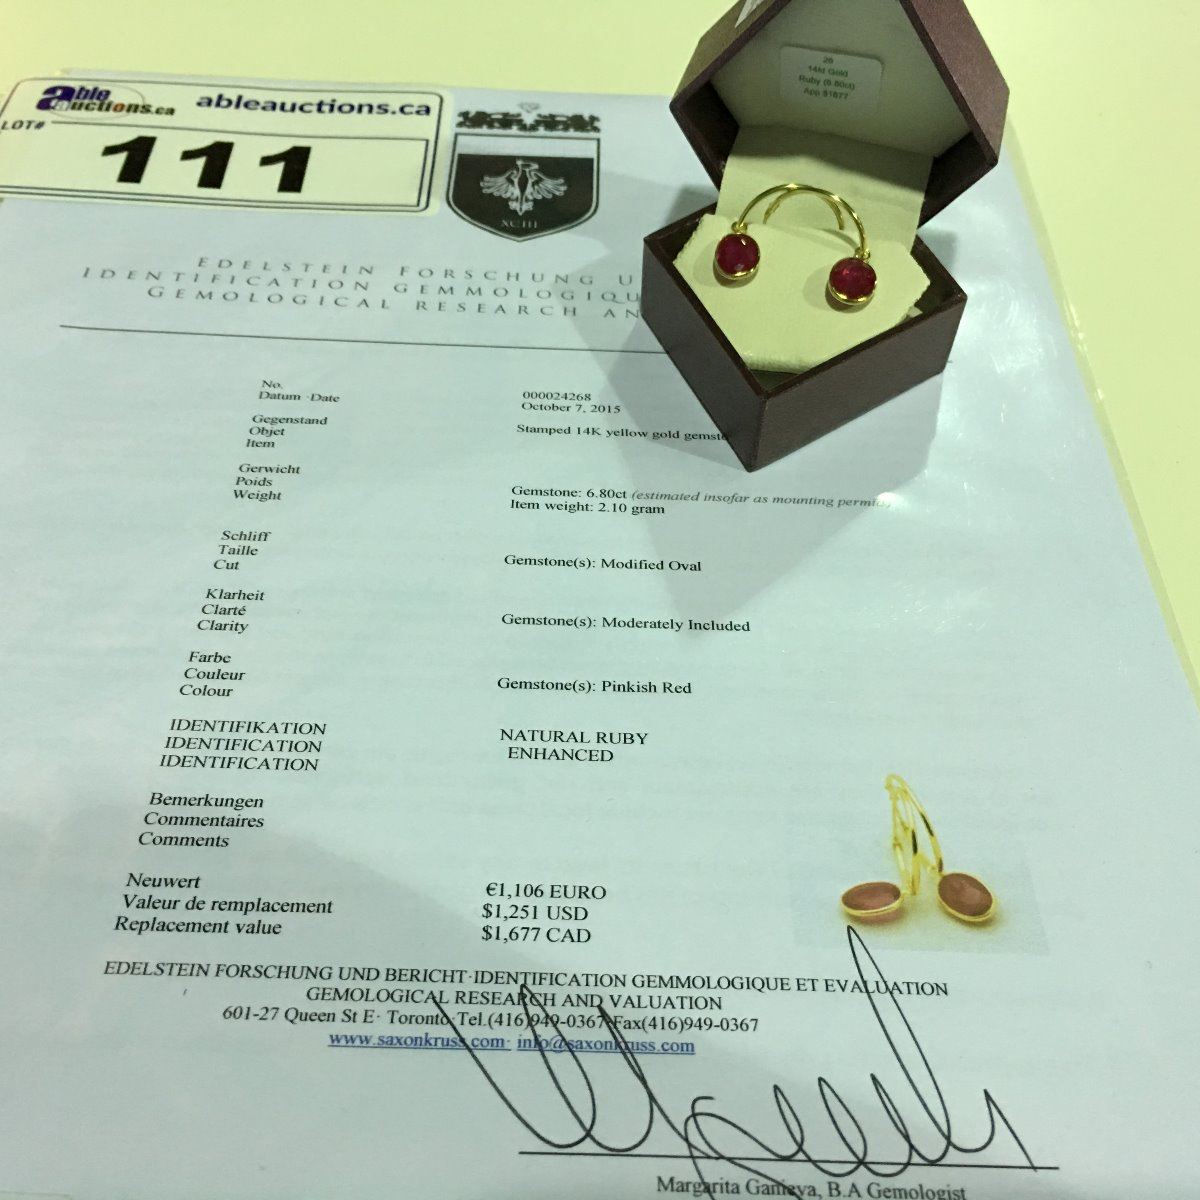 Able Auctions.ca
ableauctions.ca
LOT#
111
26
14kt Gold
Ruby (6.80ct)
App $1677
XCIII
EDELSTEIN FORSCHUNG U
IDENTIFICATION GEMMOLOGIQU
GEMOLOGICAL RESEARCH AN
No. 000024268
Datum ·Date October 7, 2015
Gegenstand
Objet Stamped 14K yellow gold gemst
Item
Gerwicht
Poids Gemstone: 6.80ct (estimated insofar as mounting permits)
Weight Item weight: 2.10 gram
Schliff
Taille Gemstone(s): Modified Oval
Cut
Klarheit
Clarté Gemstone(s): Moderately Included
Clarity
Farbe
Couleur Gemstone(s): Pinkish Red
Colour
IDENTIFIKATION NATURAL RUBY
IDENTIFICATION ENHANCED
IDENTIFICATION
Bemerkungen
Commentaires
Comments
Neuwert €1,106 EURO
Valeur de remplacement $1,251 USD
Replacement value $1,677 CAD
EDELSTEIN FORSCHUNG UND BERICHT·IDENTIFICATION GEMMOLOGIQUE ET EVALUATION
GEMOLOGICAL RESEARCH AND VALUATION
601-27 Queen St E· Toronto·Tel.(416)949-0367·Fax(416)949-0367
www.saxonkruss.com· info@saxonkruss.com
Margarita Ganieva, B.A Gemologist